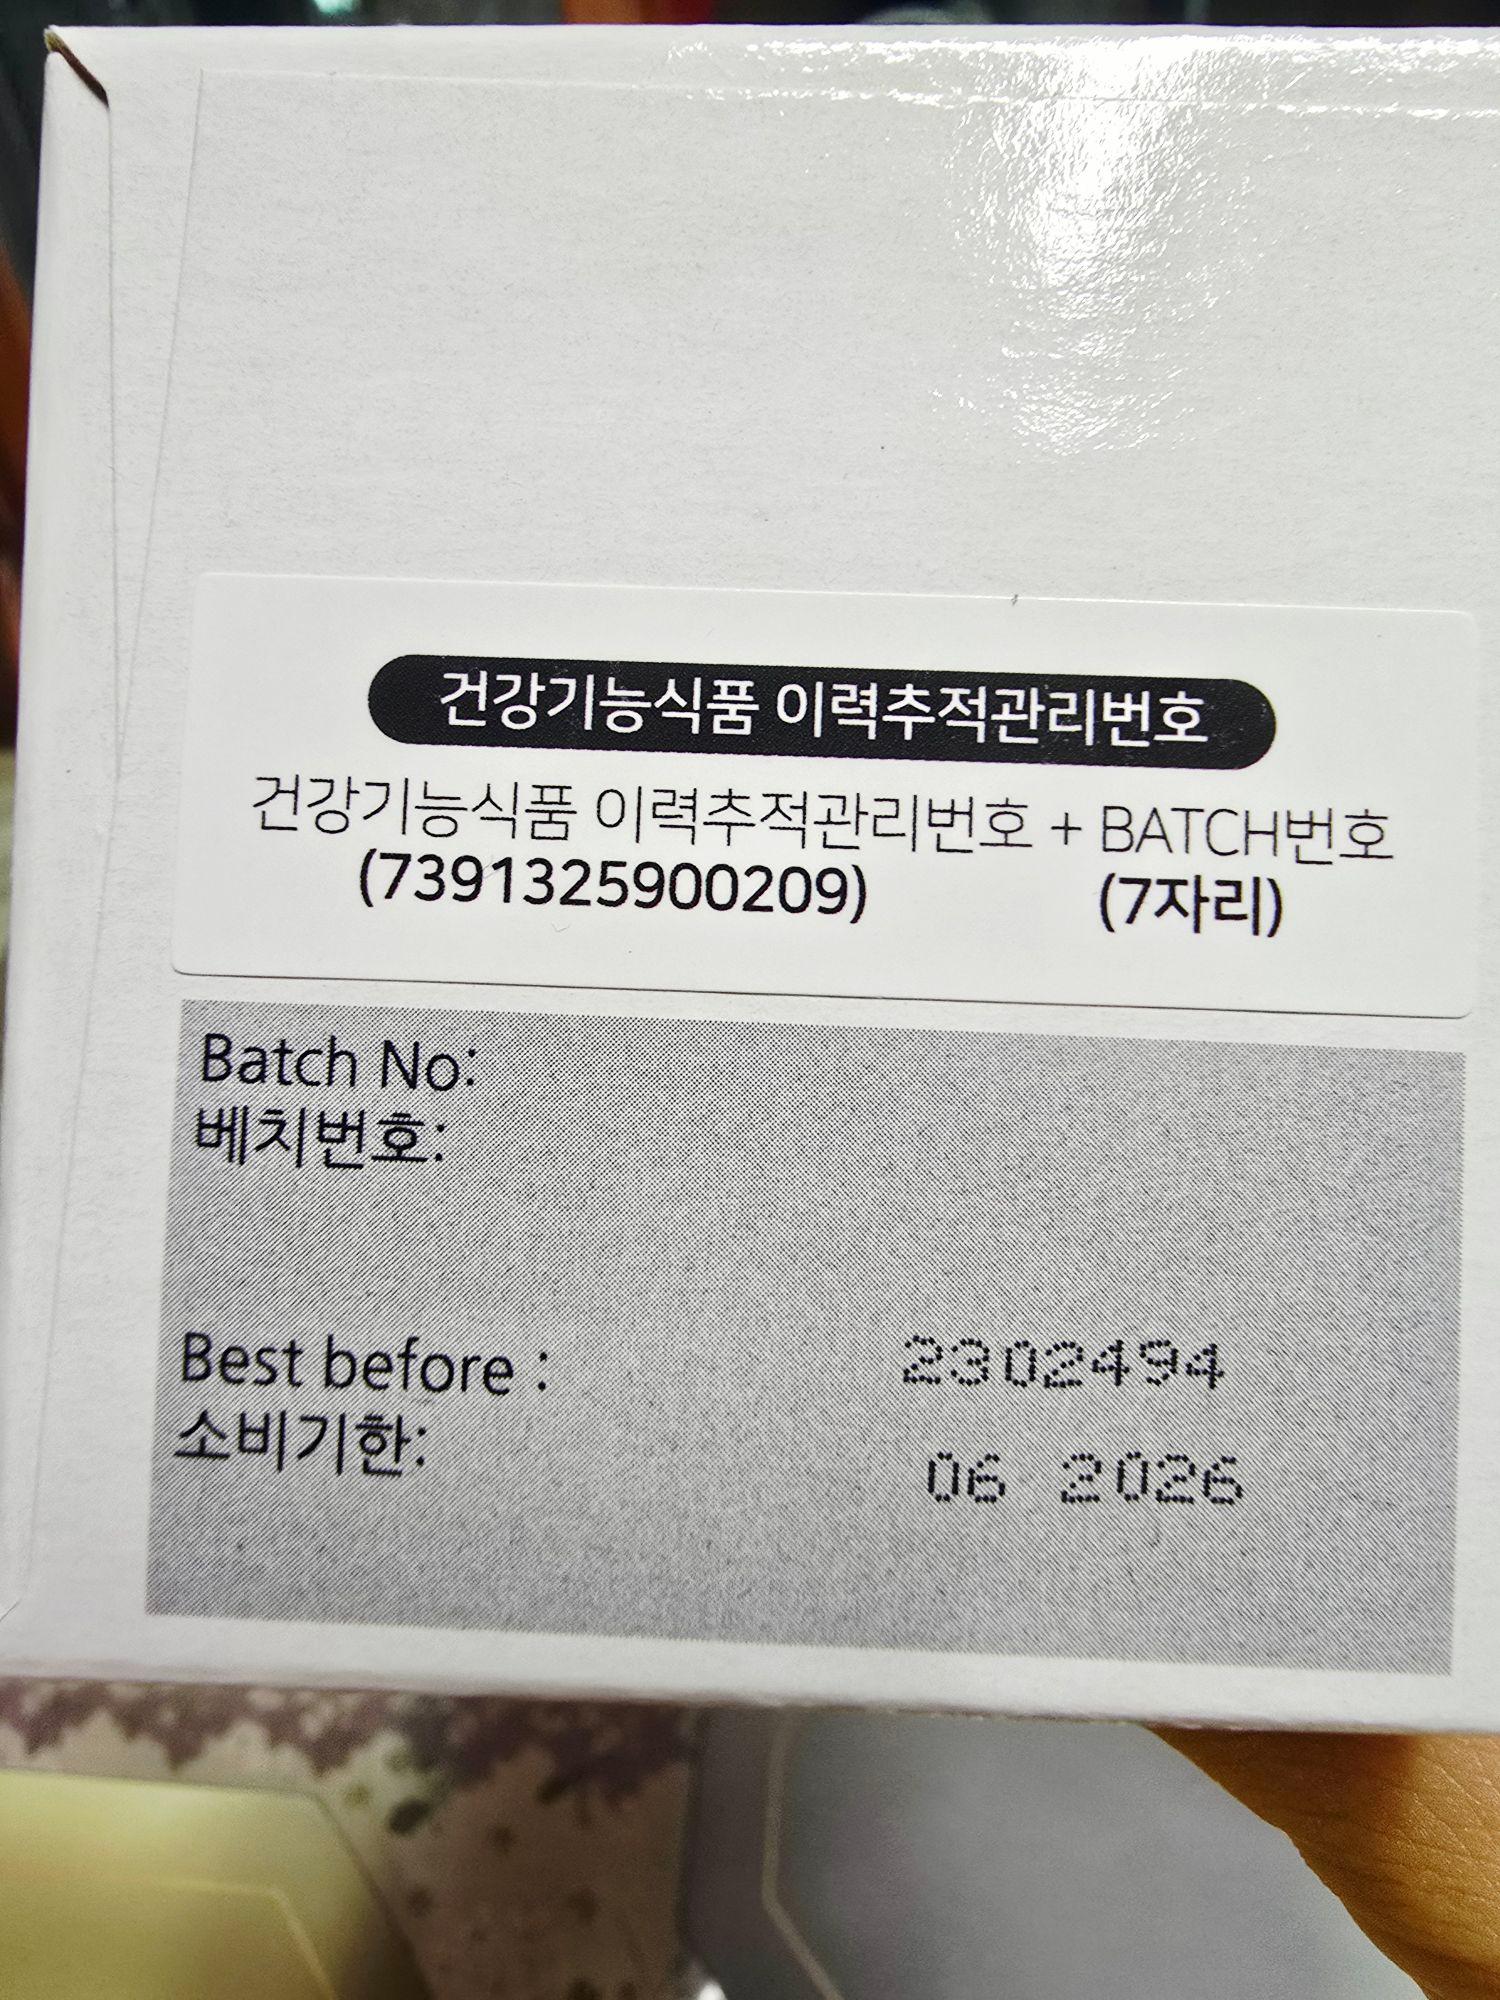 건강기능식품 이력추적관리번호
건강기능식품 이력추적관리번호 + BATCH번호
(7391325900209) (7자리)
Batch No:
베치번호:
Best before : 2302494
소비기한: 06 2026